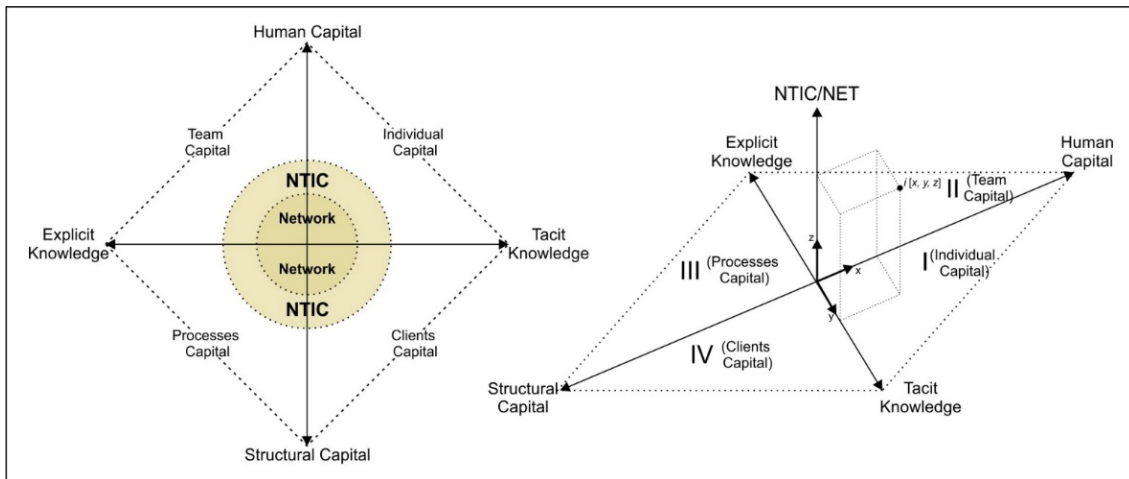 Human Capital
Team
Capital
Individual
Capital
NTIC
Network
Explicit
Knowledge
Tacit
Knowledge
Network
NTIC
Processes
Capital
Clients
Capital
Structural Capital
NTIC/NET
Explicit
Knowledge
Human
Capital
i [x, y, z]
II (Team
Capital)
z
x
y
I (Individual
Capital)
III (Processes
Capital)
IV (Clients
Capital)
Structural
Capital
Tacit
Knowledge